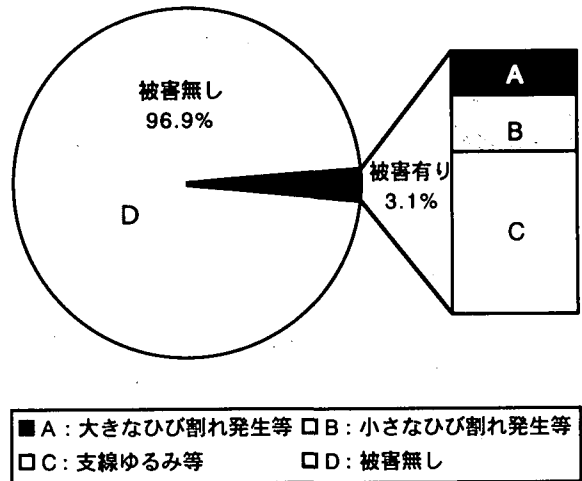 被害無し
96.9%
D
被害有り
3.1%
A
B
C
■A：大きなひび割れ発生等 □B：小さなひび割れ発生等
□C：支線ゆるみ等 □D：被害無し